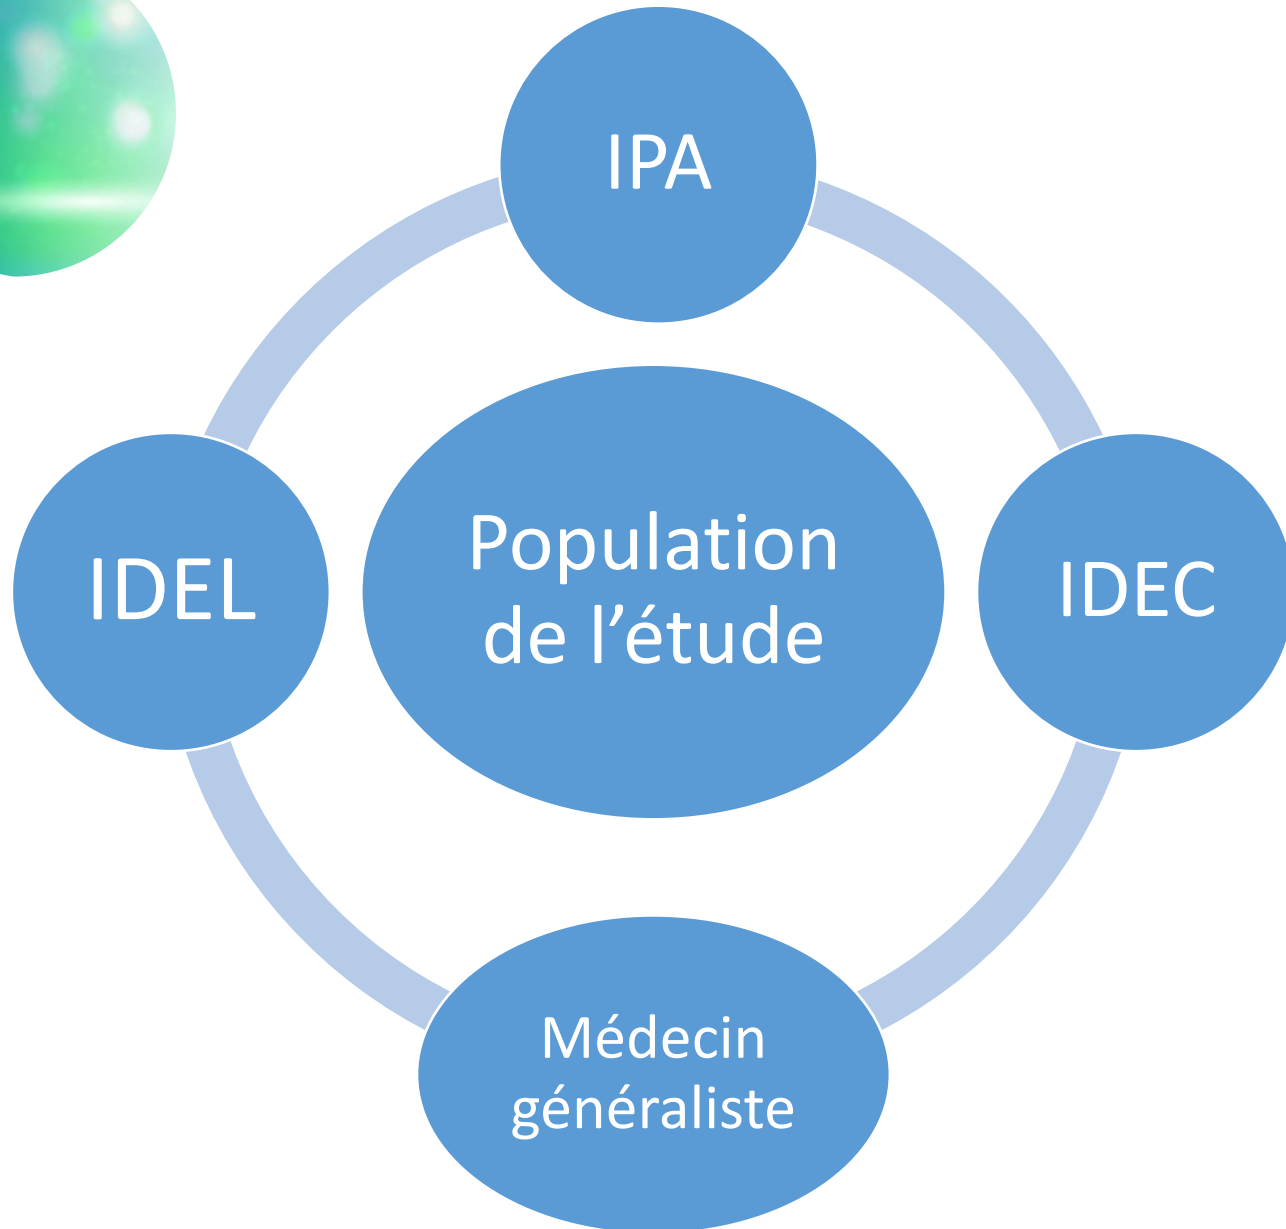 IPA
Population
de l’étude
IDEL
IDEC
Médecin
généraliste